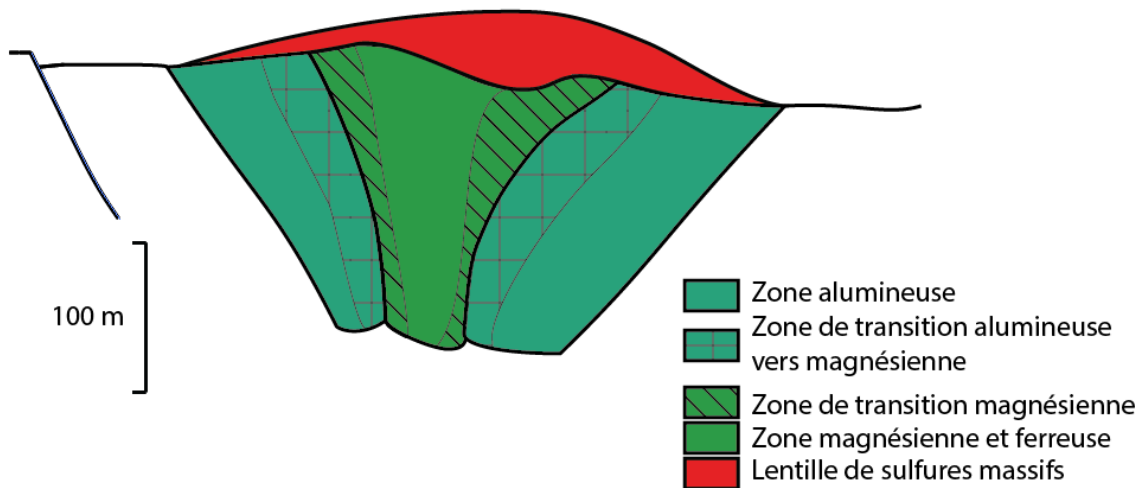 100 m
Zone alumineuse
Zone de transition alumineuse
vers magnésienne
Zone de transition magnésienne
Zone magnésienne et ferreuse
Lentille de sulfures massifs